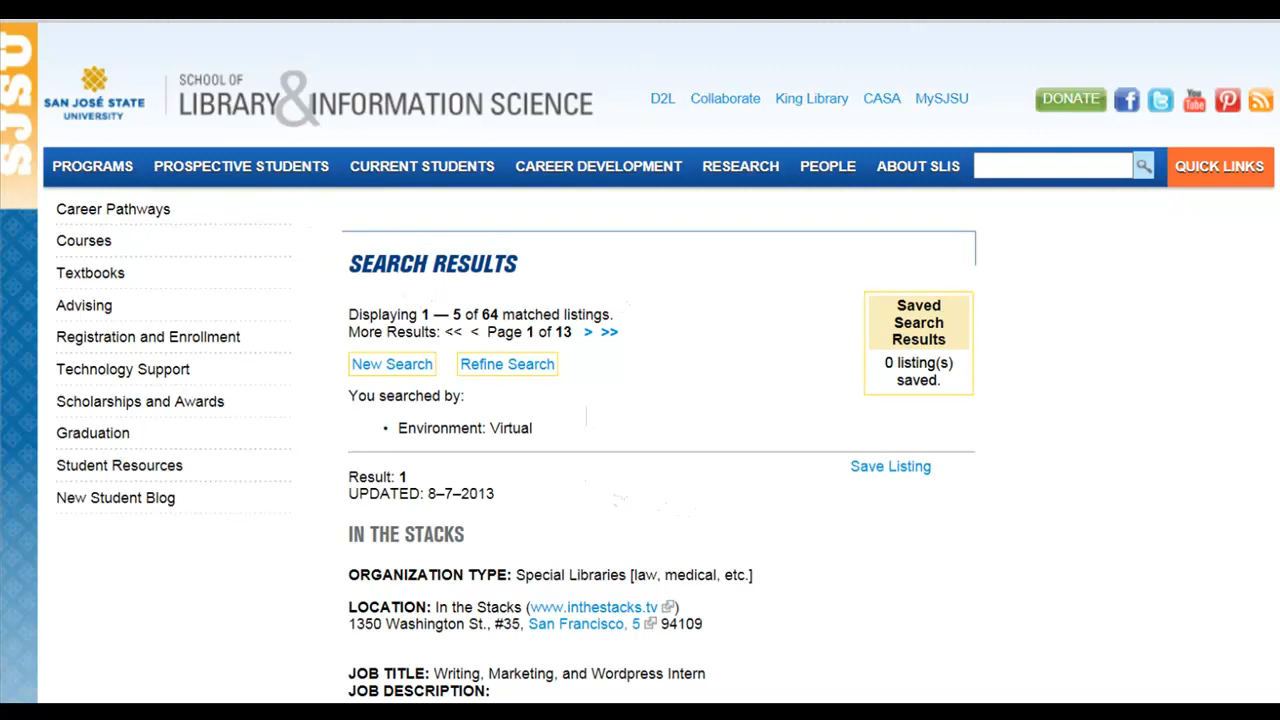 SJSU
SAN JOSÉ STATE
UNIVERSITY
SCHOOL OF
LIBRARY & INFORMATION SCIENCE
D2L Collaborate King Library CASA MySJSU
DONATE f t You Tube P
PROGRAMS PROSPECTIVE STUDENTS CURRENT STUDENTS CAREER DEVELOPMENT RESEARCH PEOPLE ABOUT SLIS QUICK LINKS
Career Pathways
Courses
Textbooks
Advising
Registration and Enrollment
Technology Support
Scholarships and Awards
Graduation
Student Resources
New Student Blog
SEARCH RESULTS
Displaying 1 — 5 of 64 matched listings.
More Results: << < Page 1 of 13 > >>
New Search Refine Search
You searched by:
• Environment: Virtual
Saved
Search
Results
0 listing(s)
saved.
Save Listing
Result: 1
UPDATED: 8–7–2013
IN THE STACKS
ORGANIZATION TYPE: Special Libraries [law, medical, etc.]
LOCATION: In the Stacks (www.inthestacks.tv)
1350 Washington St., #35, San Francisco, 5 94109
JOB TITLE: Writing, Marketing, and Wordpress Intern
JOB DESCRIPTION: